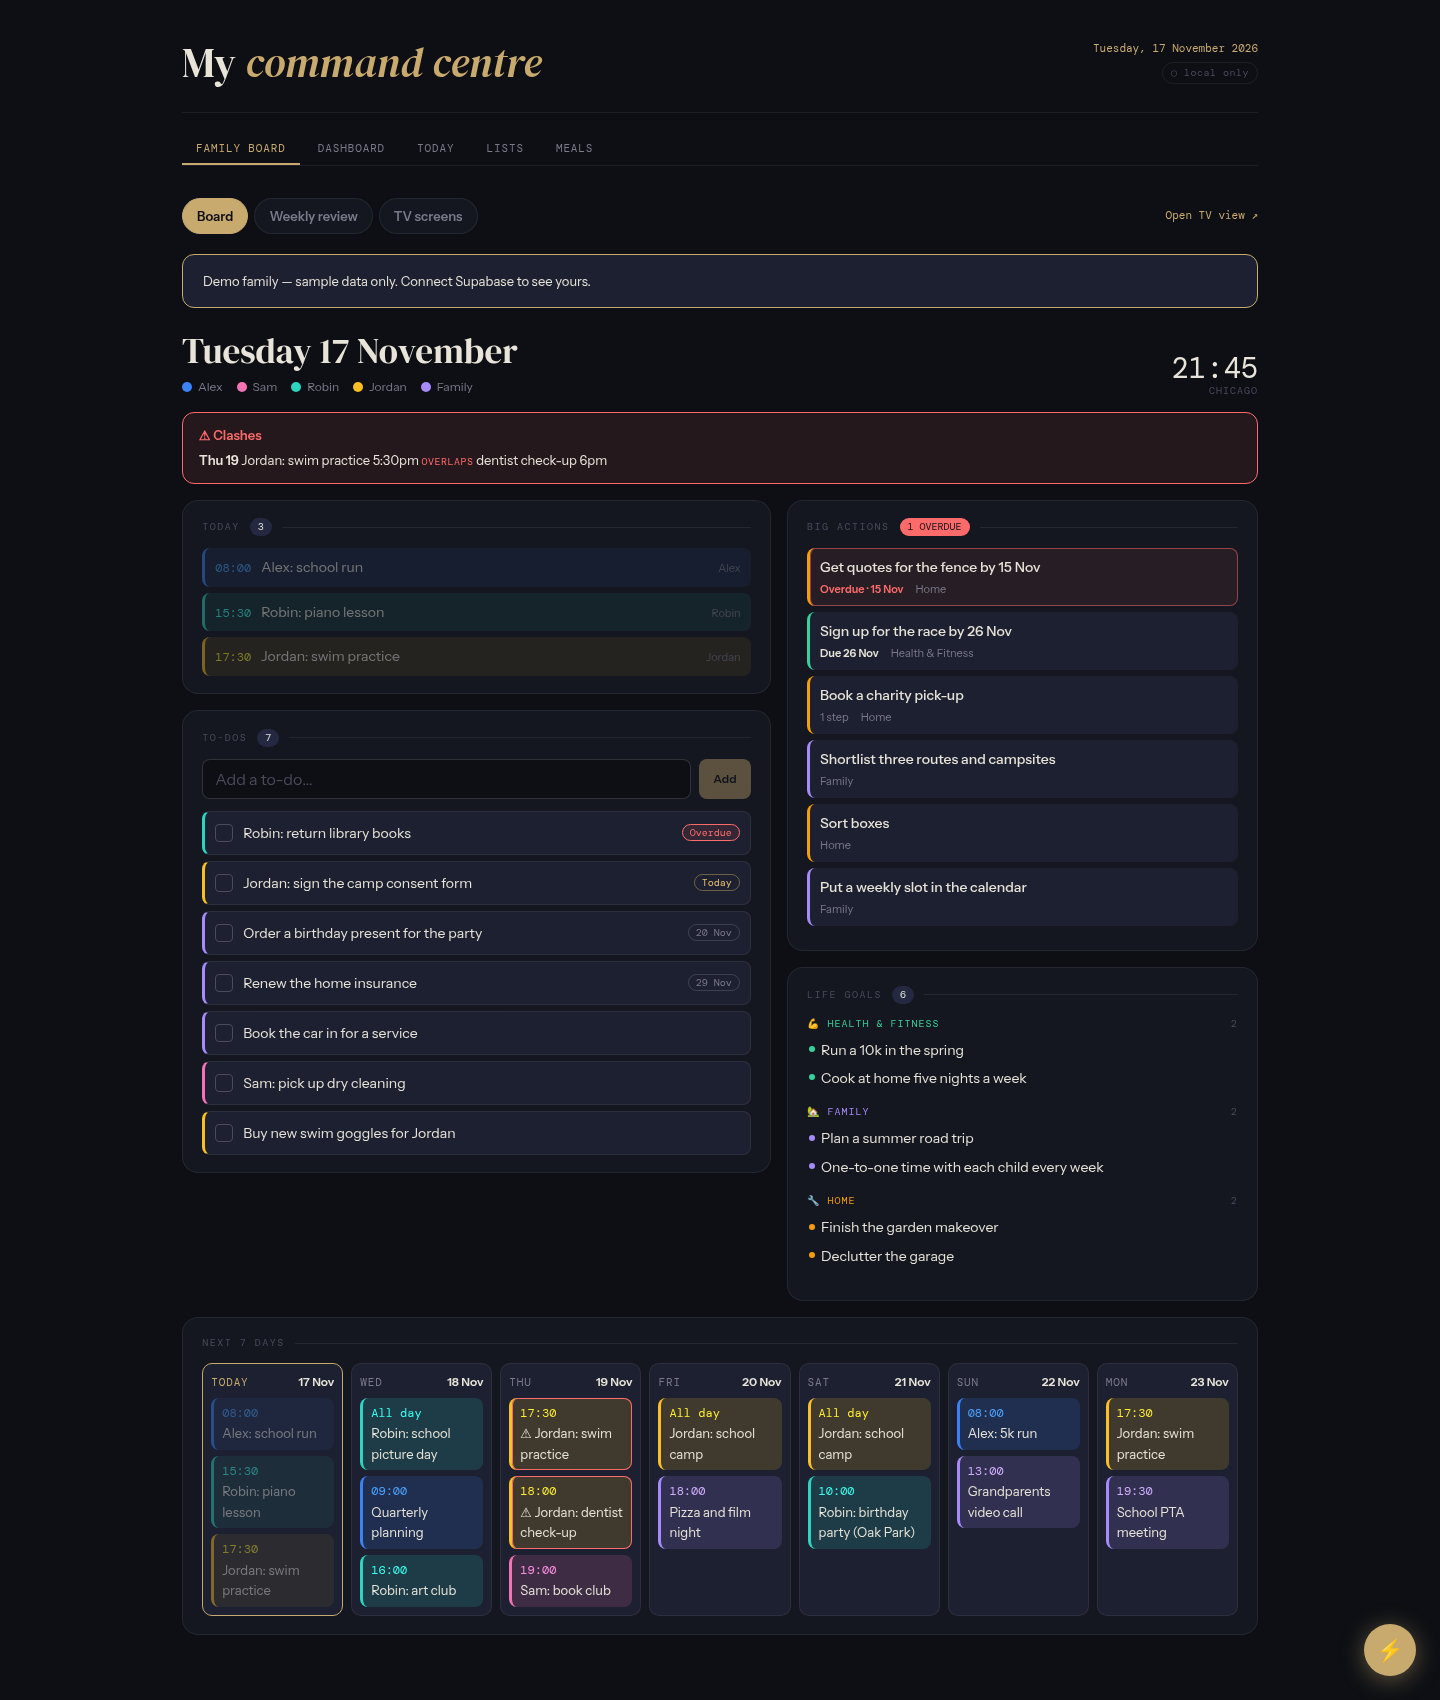 My command centre
Tuesday, 17 November 2026
○ local only
FAMILY BOARD
DASHBOARD
TODAY
LISTS
MEALS
Board
Weekly review
TV screens
Open TV view ↗
Demo family — sample data only. Connect Supabase to see yours.
Tuesday 17 November
Alex
Sam
Robin
Jordan
Family
21:45
CHICAGO
⚠ Clashes
Thu 19 Jordan: swim practice 5:30pm OVERLAPS dentist check-up 6pm
TODAY 3
08:00 Alex: school run Alex
15:30 Robin: piano lesson Robin
17:30 Jordan: swim practice Jordan
TO-DOS 7
Add a to-do...
Add
Robin: return library books Overdue
Jordan: sign the camp consent form Today
Order a birthday present for the party 20 Nov
Renew the home insurance 29 Nov
Book the car in for a service
Sam: pick up dry cleaning
Buy new swim goggles for Jordan
BIG ACTIONS 1 OVERDUE
Get quotes for the fence by 15 Nov
Overdue · 15 Nov Home
Sign up for the race by 26 Nov
Due 26 Nov Health & Fitness
Book a charity pick-up
1 step Home
Shortlist three routes and campsites
Family
Sort boxes
Home
Put a weekly slot in the calendar
Family
LIFE GOALS 6
💪 HEALTH & FITNESS 2
Run a 10k in the spring
Cook at home five nights a week
🏡 FAMILY 2
Plan a summer road trip
One-to-one time with each child every week
🔧 HOME 2
Finish the garden makeover
Declutter the garage
NEXT 7 DAYS
TODAY 17 Nov
08:00
Alex: school run
15:30
Robin: piano
lesson
17:30
Jordan: swim
practice
WED 18 Nov
All day
Robin: school
picture day
09:00
Quarterly
planning
16:00
Robin: art club
THU 19 Nov
17:30
⚠ Jordan: swim
practice
18:00
⚠ Jordan: dentist
check-up
19:00
Sam: book club
FRI 20 Nov
All day
Jordan: school
camp
18:00
Pizza and film
night
SAT 21 Nov
All day
Jordan: school
camp
10:00
Robin: birthday
party (Oak Park)
SUN 22 Nov
08:00
Alex: 5k run
13:00
Grandparents
video call
MON 23 Nov
17:30
Jordan: swim
practice
19:30
School PTA
meeting
⚡